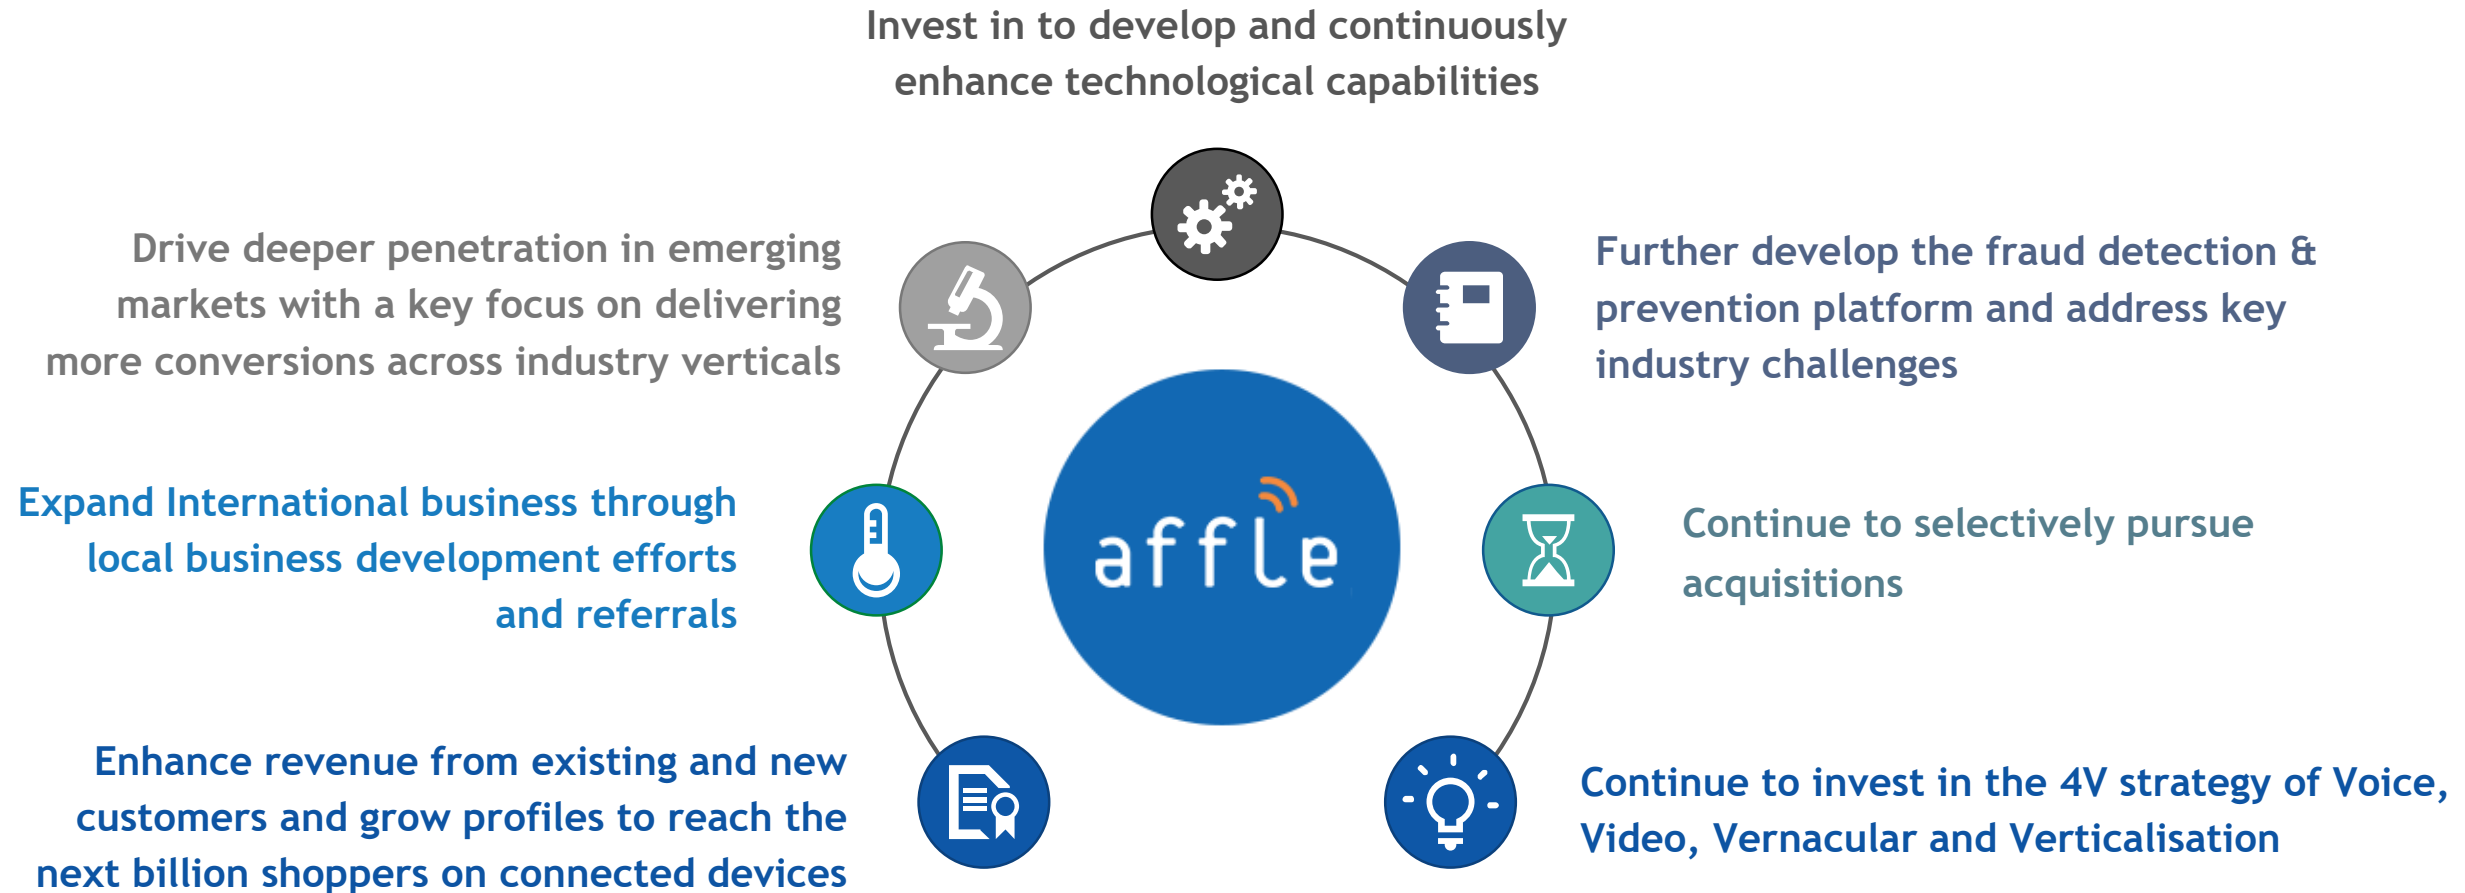 Invest in to develop and continuously
enhance technological capabilities
Drive deeper penetration in emerging
markets with a key focus on delivering
more conversions across industry verticals
Further develop the fraud detection &
prevention platform and address key
industry challenges
Expand International business through
local business development efforts
and referrals
affle
Continue to selectively pursue
acquisitions
Enhance revenue from existing and new
customers and grow profiles to reach the
next billion shoppers on connected devices
Continue to invest in the 4V strategy of Voice,
Video, Vernacular and Verticalisation